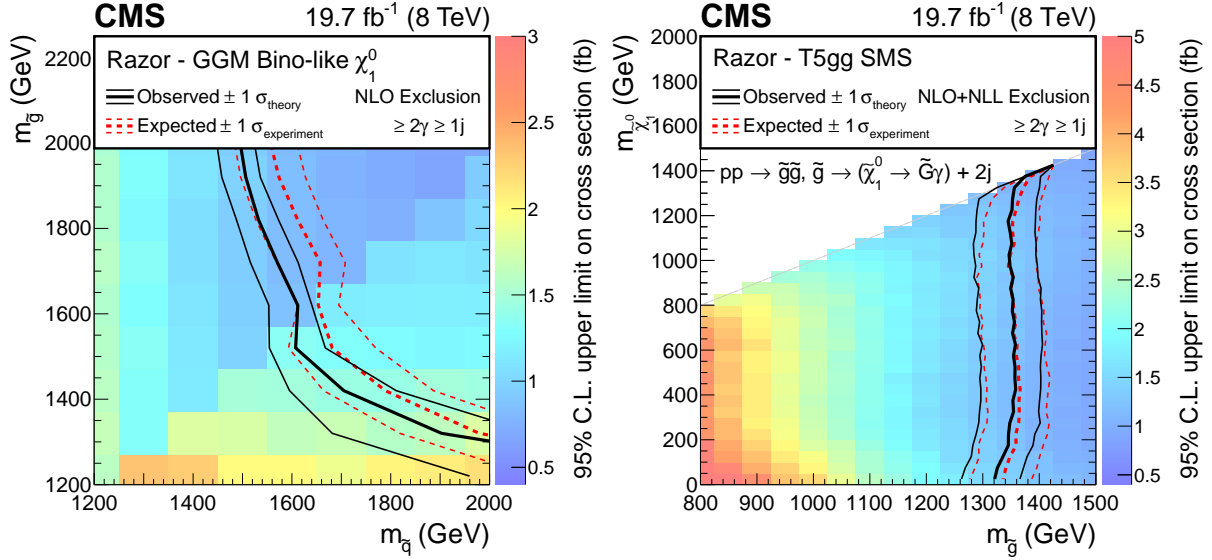 CMS 19.7 fb⁻¹ (8 TeV)
Razor - GGM Bino-like χ₁⁰
Observed ± 1 σ_theory NLO Exclusion
Expected ± 1 σ_experiment ≥ 2γ ≥ 1j
m_g̃ (GeV)
2200
2000
1800
1600
1400
1200
1200 1400 1600 1800 2000
m_q̃ (GeV)
3
2.5
2
1.5
1
0.5
95% C.L. upper limit on cross section (fb)
CMS 19.7 fb⁻¹ (8 TeV)
Razor - T5gg SMS
Observed ± 1 σ_theory NLO+NLL Exclusion
Expected ± 1 σ_experiment ≥ 2γ ≥ 1j
pp → g̃g̃, g̃ → (χ̃₁⁰ → G̃γ) + 2j
m_χ̃₁⁰ (GeV)
2000
1800
1600
1400
1200
1000
800
600
400
200
0
800 900 1000 1100 1200 1300 1400 1500
m_g̃ (GeV)
5
4.5
4
3.5
3
2.5
2
1.5
1
0.5
95% C.L. upper limit on cross section (fb)